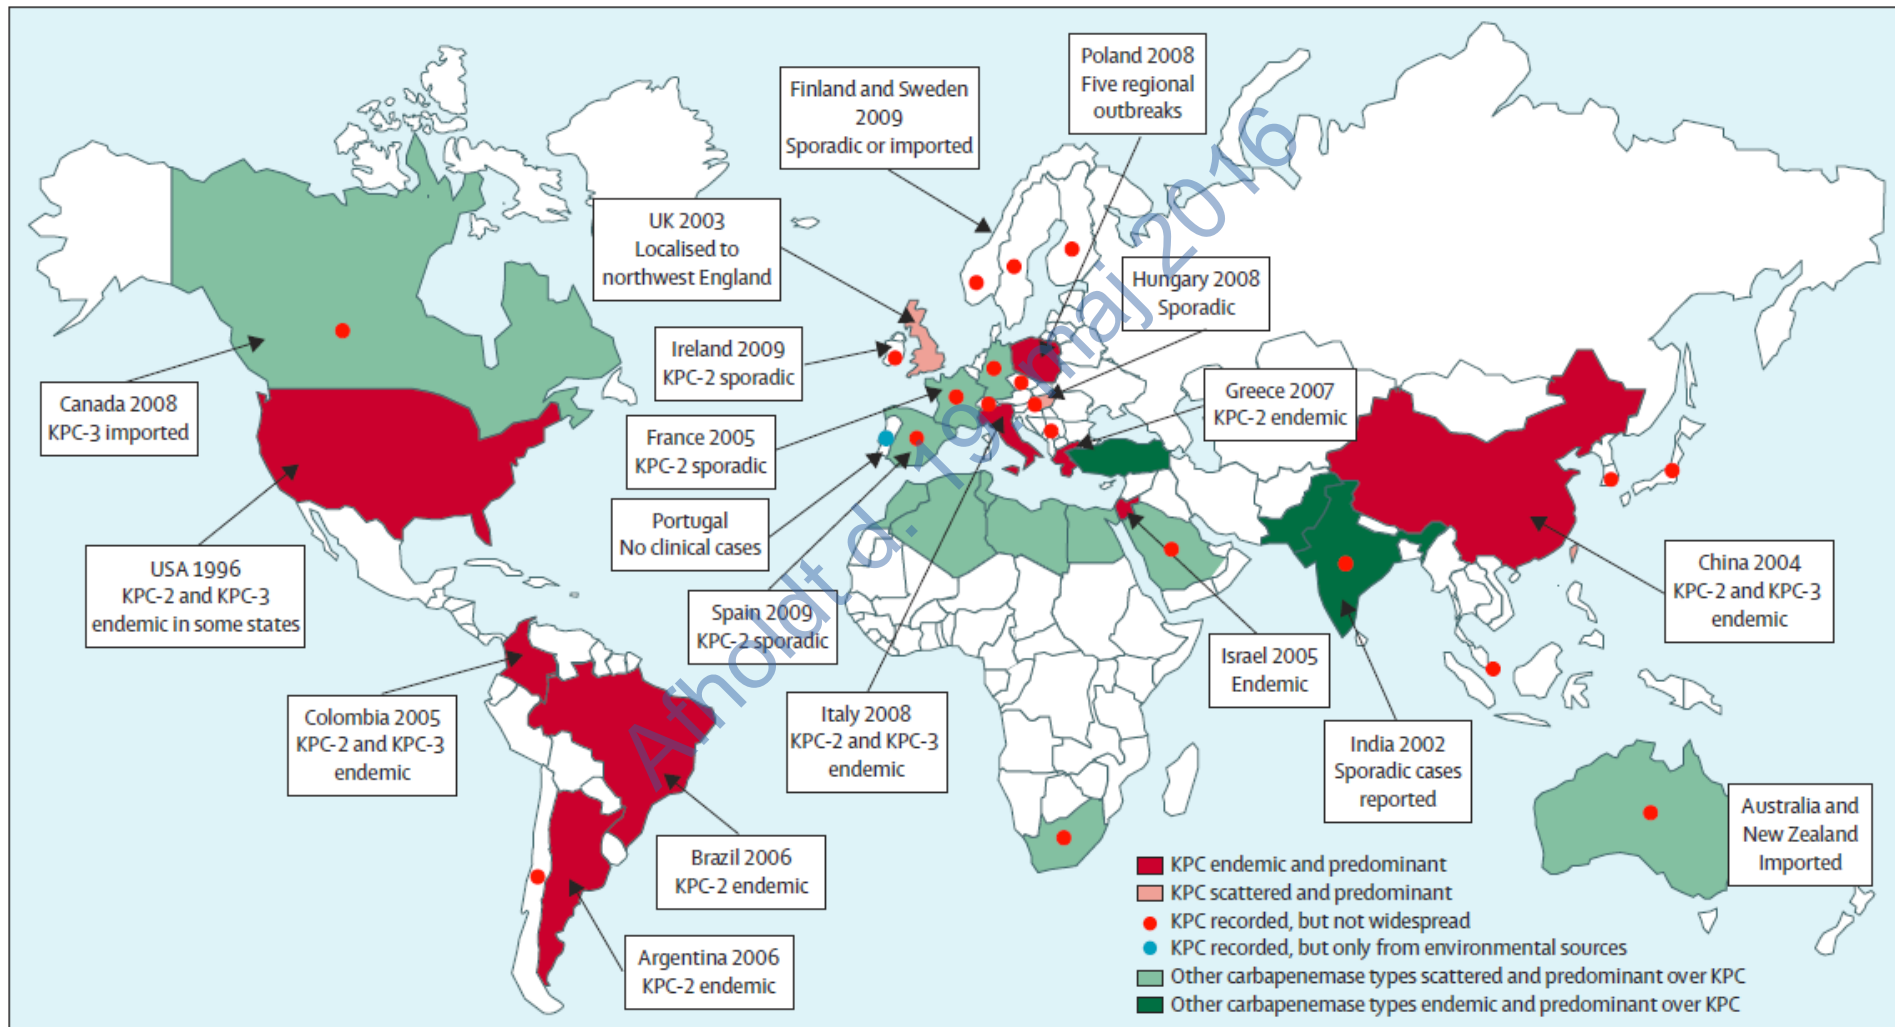 Poland 2008
Five regional
outbreaks
Finland and Sweden
2009
Sporadic or imported
UK 2003
Localised to
northwest England
Hungary 2008
Sporadic
Ireland 2009
KPC-2 sporadic
Greece 2007
KPC-2 endemic
Canada 2008
KPC-3 imported
France 2005
KPC-2 sporadic
Portugal
No clinical cases
USA 1996
KPC-2 and KPC-3
endemic in some states
China 2004
KPC-2 and KPC-3
endemic
Spain 2009
KPC-2 sporadic
Israel 2005
Endemic
Colombia 2005
KPC-2 and KPC-3
endemic
Italy 2008
KPC-2 and KPC-3
endemic
India 2002
Sporadic cases
reported
Australia and
New Zealand
Imported
Brazil 2006
KPC-2 endemic
Argentina 2006
KPC-2 endemic
KPC endemic and predominant
KPC scattered and predominant
KPC recorded, but not widespread
KPC recorded, but only from environmental sources
Other carbapenemase types scattered and predominant over KPC
Other carbapenemase types endemic and predominant over KPC
Afholdt d. 19. maj 2016